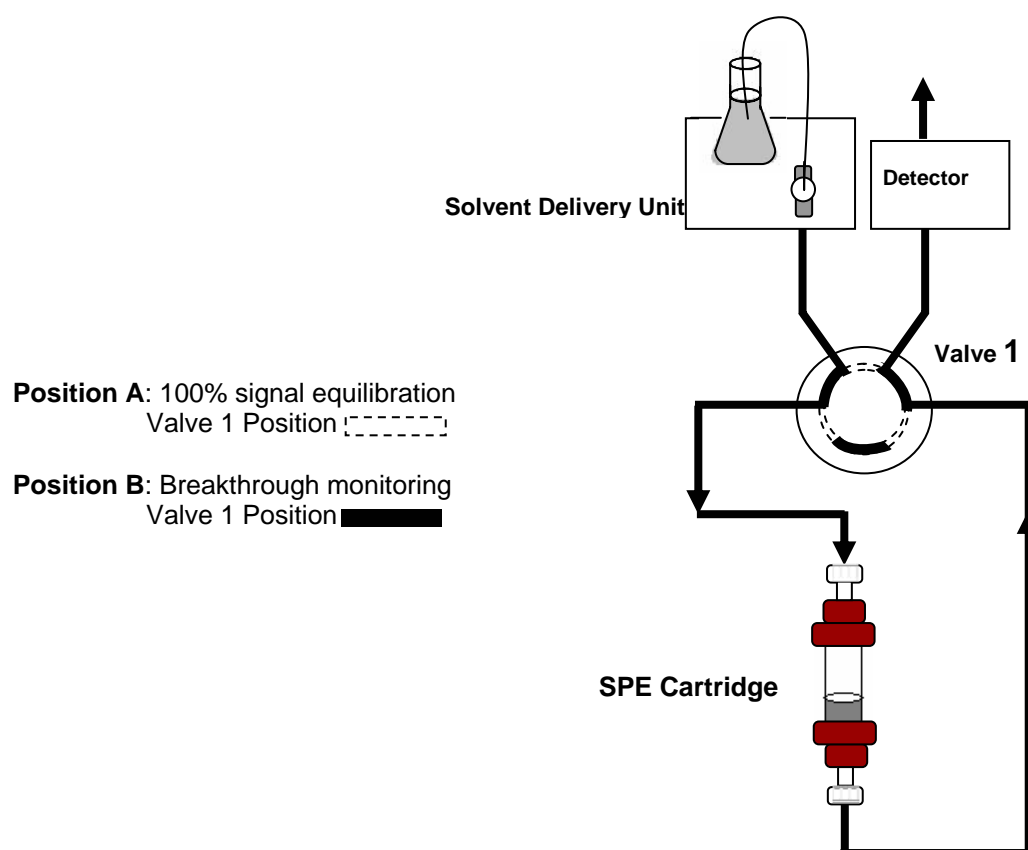 Detector
Solvent Delivery Unit
Valve 1
Position A: 100% signal equilibration
Valve 1 Position
Position B: Breakthrough monitoring
Valve 1 Position
SPE Cartridge